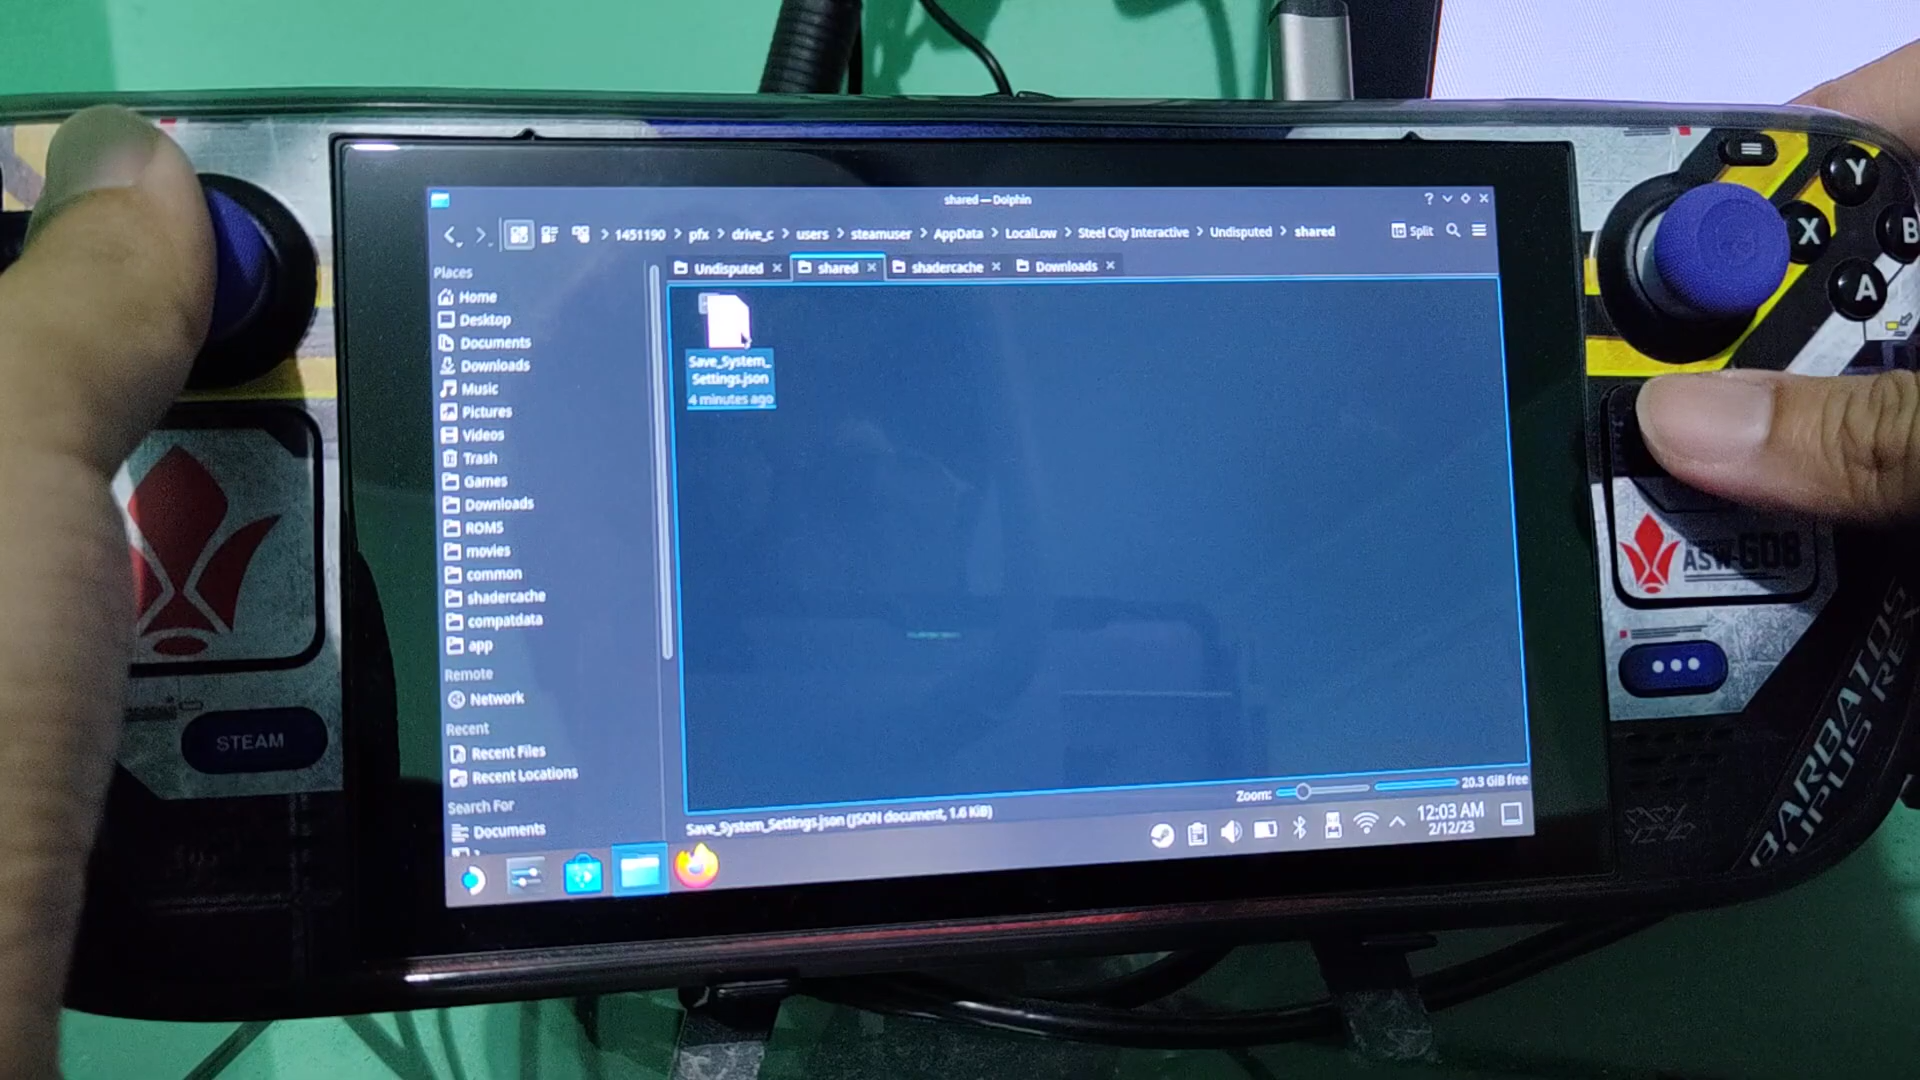 shared — Dolphin
1451190 > pfx > drive_c > users > steamuser > AppData > LocalLow > Steel City Interactive > Undisputed > shared
Split
Undisputed
shared
shadercache
Downloads
Places
Home
Desktop
Documents
Downloads
Music
Pictures
Videos
Trash
Games
Downloads
ROMS
movies
common
shadercache
compatdata
app
Remote
Network
Recent
Recent Files
Recent Locations
Search For
Documents
Save_System_
Settings.json
4 minutes ago
Save_System_Settings.json (JSON document, 1.6 KiB)
Zoom:
20.3 GiB free
12:03 AM
2/12/23
STEAM
Y
X
B
A
ASW-G08
BARBATOS
LUPUS REX